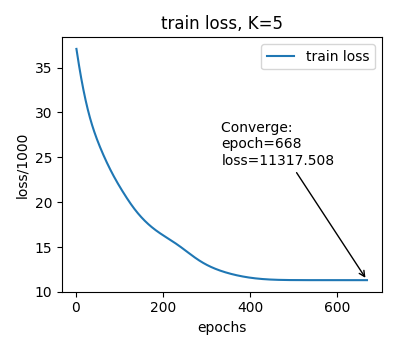 train loss, K=5
train loss
Converge:
epoch=668
loss=11317.508
loss/1000
35
30
25
20
15
10
0 200 400 600
epochs